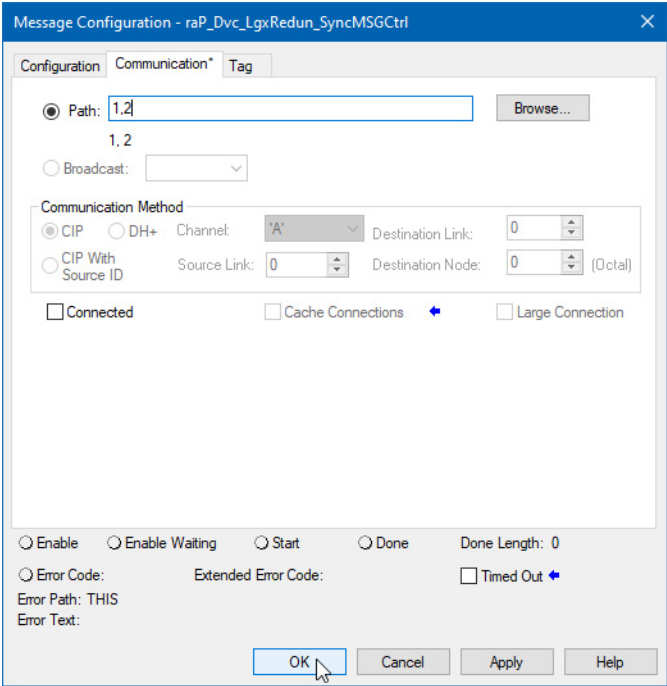 Message Configuration - raP_Dvc_LgxRedun_SyncMSGCtrl
Configuration Communication* Tag
Path: 1,2 Browse...
1, 2
Broadcast:
Communication Method
CIP DH+ Channel: 'A' Destination Link: 0
CIP With Source ID Source Link: 0 Destination Node: 0 (Octal)
Connected Cache Connections Large Connection
Enable Enable Waiting Start Done Done Length: 0
Error Code: Extended Error Code: Timed Out
Error Path: THIS
Error Text:
OK Cancel Apply Help